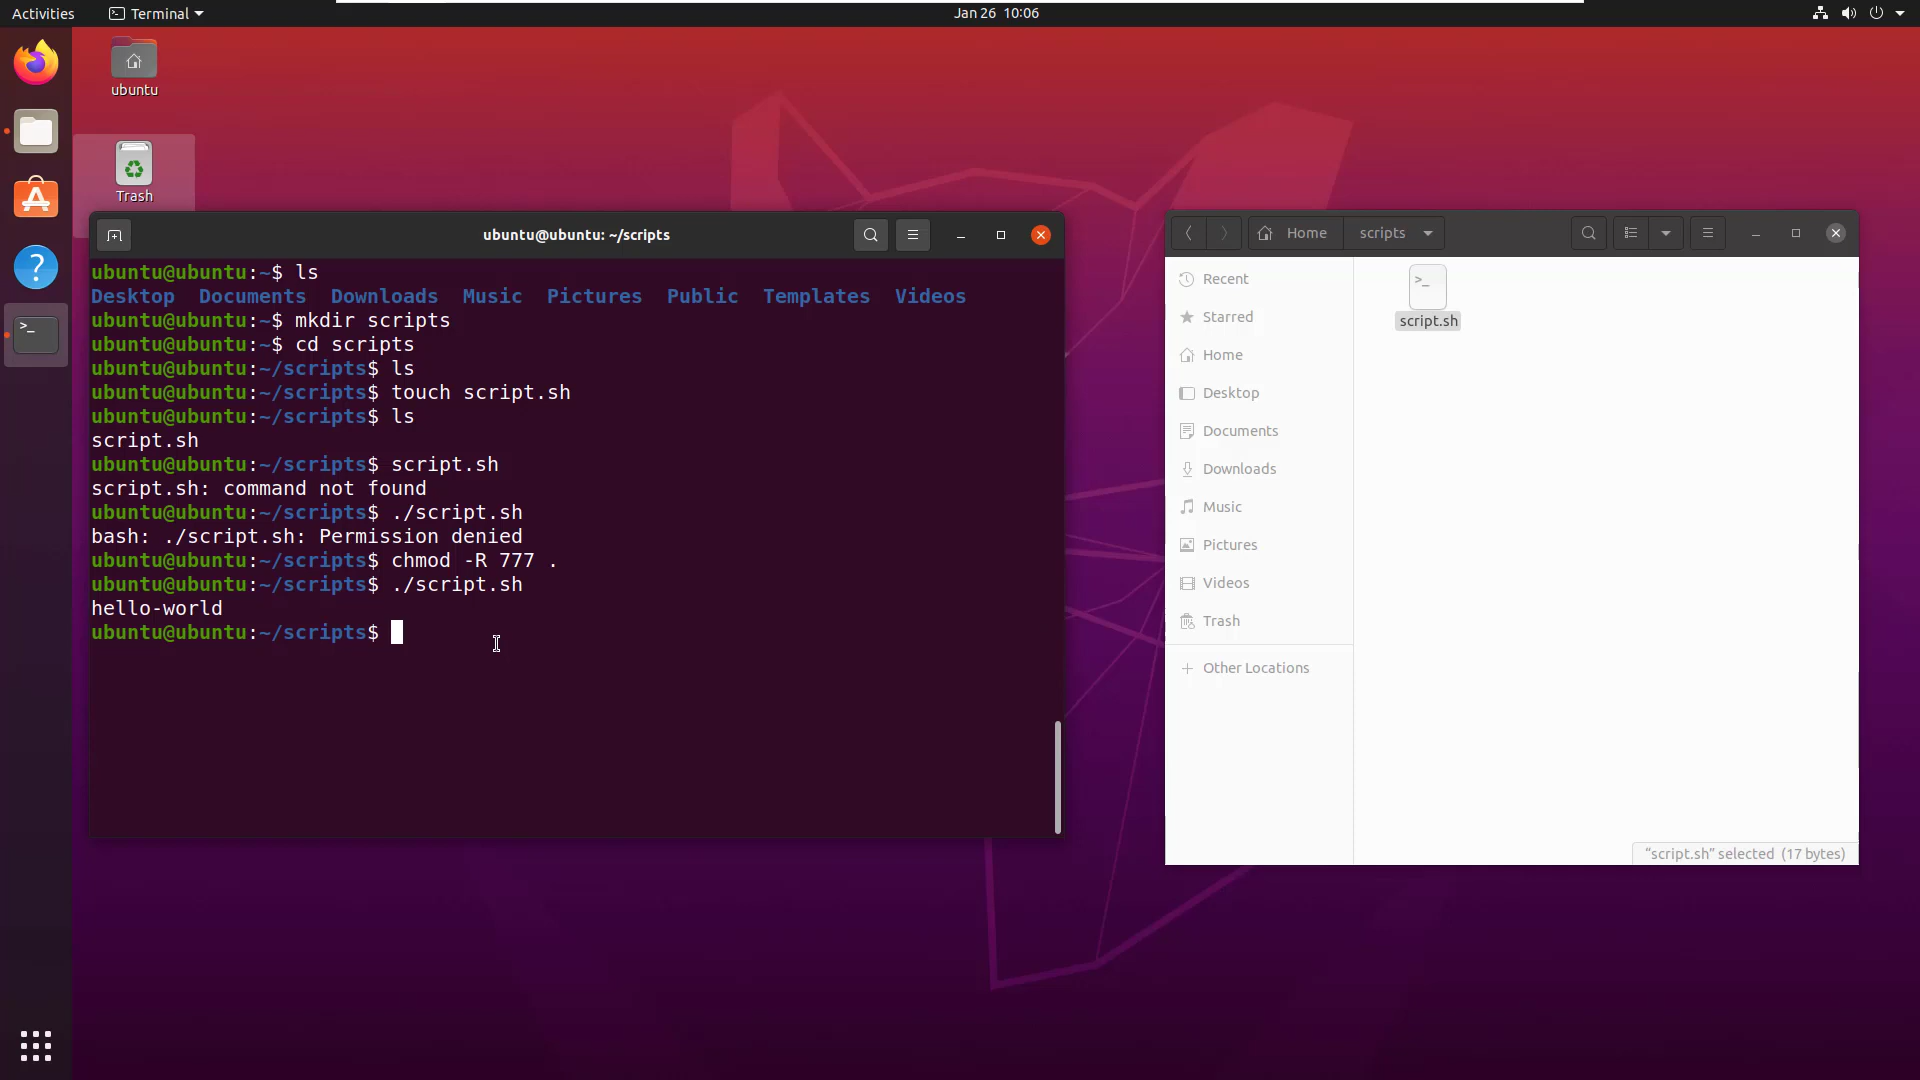 Activities
Terminal
Jan 26 10:06
ubuntu
Trash
ubuntu@ubuntu: ~/scripts
ubuntu@ubuntu:~$ ls
Desktop Documents Downloads Music Pictures Public Templates Videos
ubuntu@ubuntu:~$ mkdir scripts
ubuntu@ubuntu:~$ cd scripts
ubuntu@ubuntu:~/scripts$ ls
ubuntu@ubuntu:~/scripts$ touch script.sh
ubuntu@ubuntu:~/scripts$ ls
script.sh
ubuntu@ubuntu:~/scripts$ script.sh
script.sh: command not found
ubuntu@ubuntu:~/scripts$ ./script.sh
bash: ./script.sh: Permission denied
ubuntu@ubuntu:~/scripts$ chmod -R 777 .
ubuntu@ubuntu:~/scripts$ ./script.sh
hello-world
ubuntu@ubuntu:~/scripts$
Home scripts
Recent
Starred
Home
Desktop
Documents
Downloads
Music
Pictures
Videos
Trash
Other Locations
script.sh
“script.sh” selected (17 bytes)